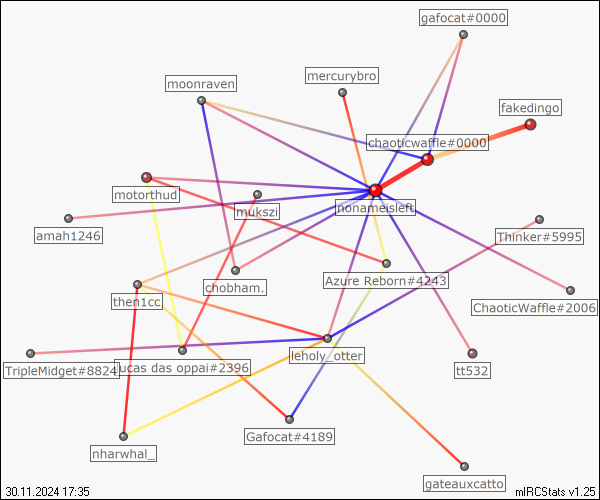 gafocat#0000
mercurybro
moonraven
fakedingo
chaoticwaffle#0000
motorthud
mukszi
nonameisleft
amah1246
Thinker#5995
chobham.
Azure Reborn#4243
then1cc
ChaoticWaffle#2006
leholy_otter
TripleMidget#8824
lucas das oppai#2396
tt532
Gafocat#4189
nharwhal_
gateauxcatto
30.11.2024 17:35
mIRCStats v1.25